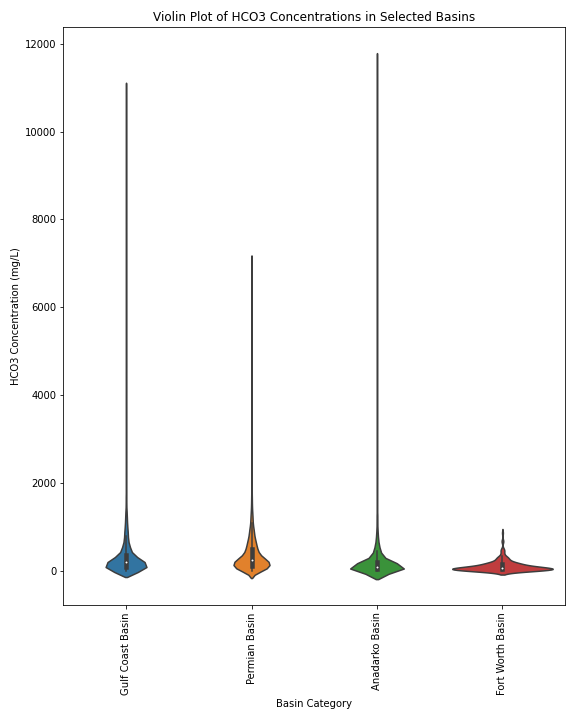 Violin Plot of HCO3 Concentrations in Selected Basins
12000
10000
8000
6000
4000
2000
0
HCO3 Concentration (mg/L)
Gulf Coast Basin
Permian Basin
Anadarko Basin
Fort Worth Basin
Basin Category